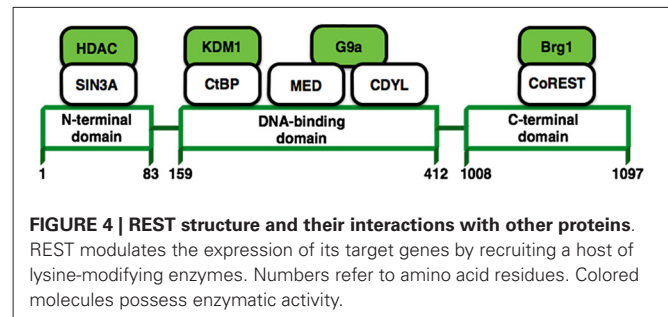 HDAC KDM1 G9a Brg1
SIN3A CtBP MED CDYL CoREST
N-terminal domain DNA-binding domain C-terminal domain
1 83 159 412 1008 1097
FIGURE 4 | REST structure and their interactions with other proteins.
REST modulates the expression of its target genes by recruiting a host of
lysine-modifying enzymes. Numbers refer to amino acid residues. Colored
molecules possess enzymatic activity.